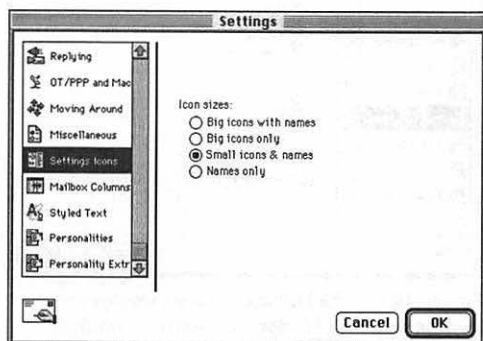 Settings
Replying
OT/PPP and Mac
Moving Around
Miscellaneous
Settings Icons
Mailbox Columns
Styled Text
Personalities
Personality Extr
Icon sizes:
Big icons with names
Big icons only
Small icons & names
Names only
Cancel
OK